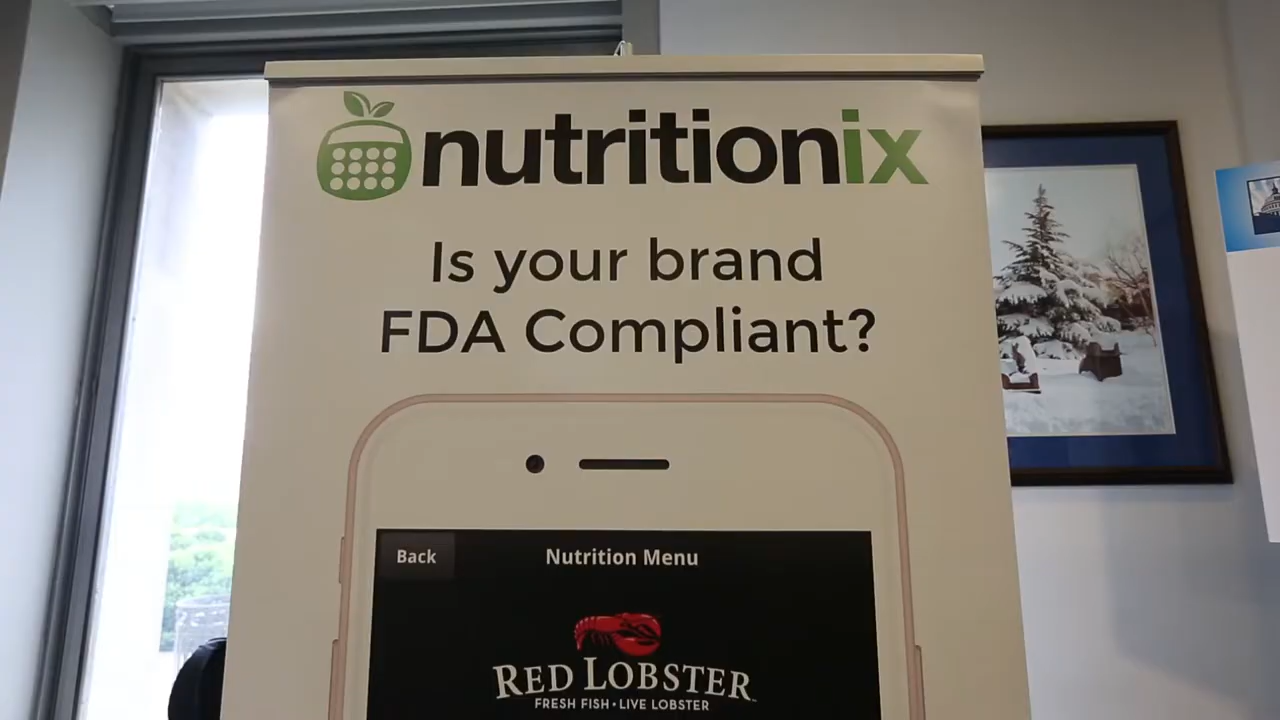 nutritionix
Is your brand
FDA Compliant?
Back
Nutrition Menu
RED LOBSTER
FRESH FISH • LIVE LOBSTER